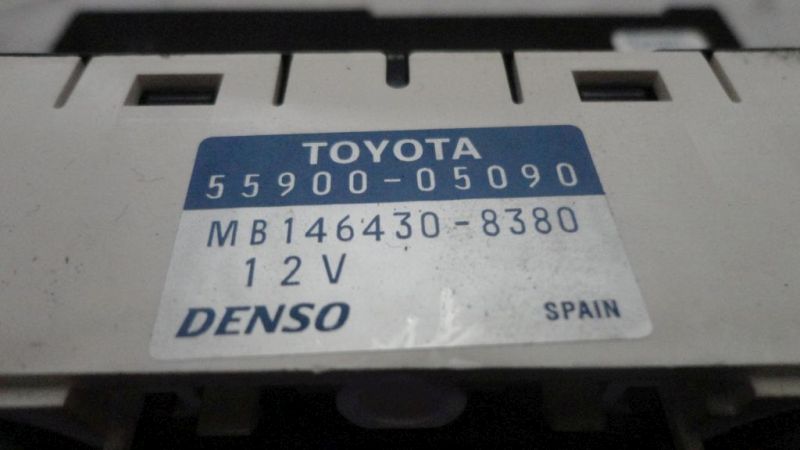 TOYOTA
55900-05090
MB146430-8380
12V
DENSO SPAIN